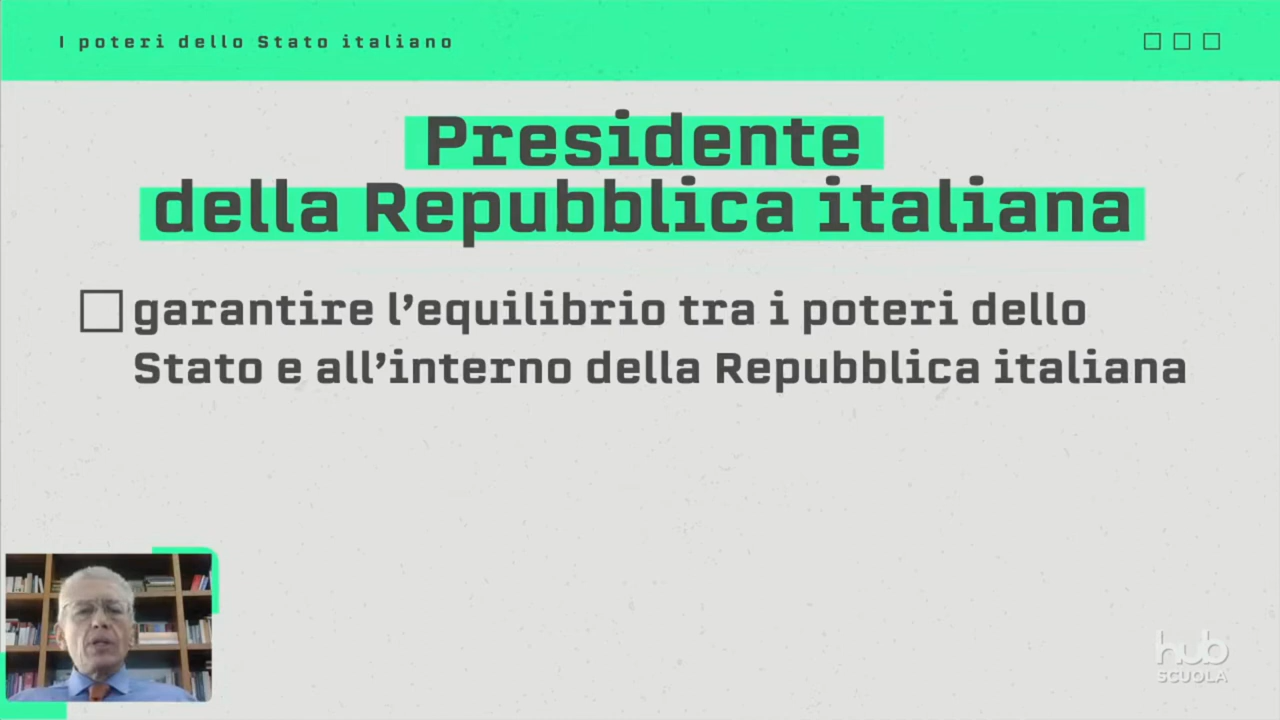 I poteri dello Stato italiano
Presidente
della Repubblica italiana
garantire l’equilibrio tra i poteri dello
Stato e all’interno della Repubblica italiana
hub
SCUOLA